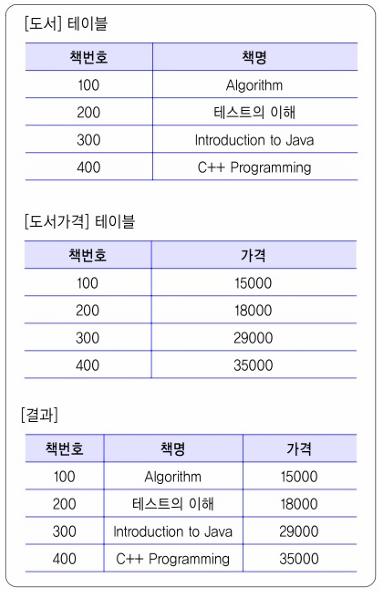 [도서] 테이블
책번호 책명
100 Algorithm
200 테스트의 이해
300 Introduction to Java
400 C++ Programming
[도서가격] 테이블
책번호 가격
100 15000
200 18000
300 29000
400 35000
[결과]
책번호 책명 가격
100 Algorithm 15000
200 테스트의 이해 18000
300 Introduction to Java 29000
400 C++ Programming 35000